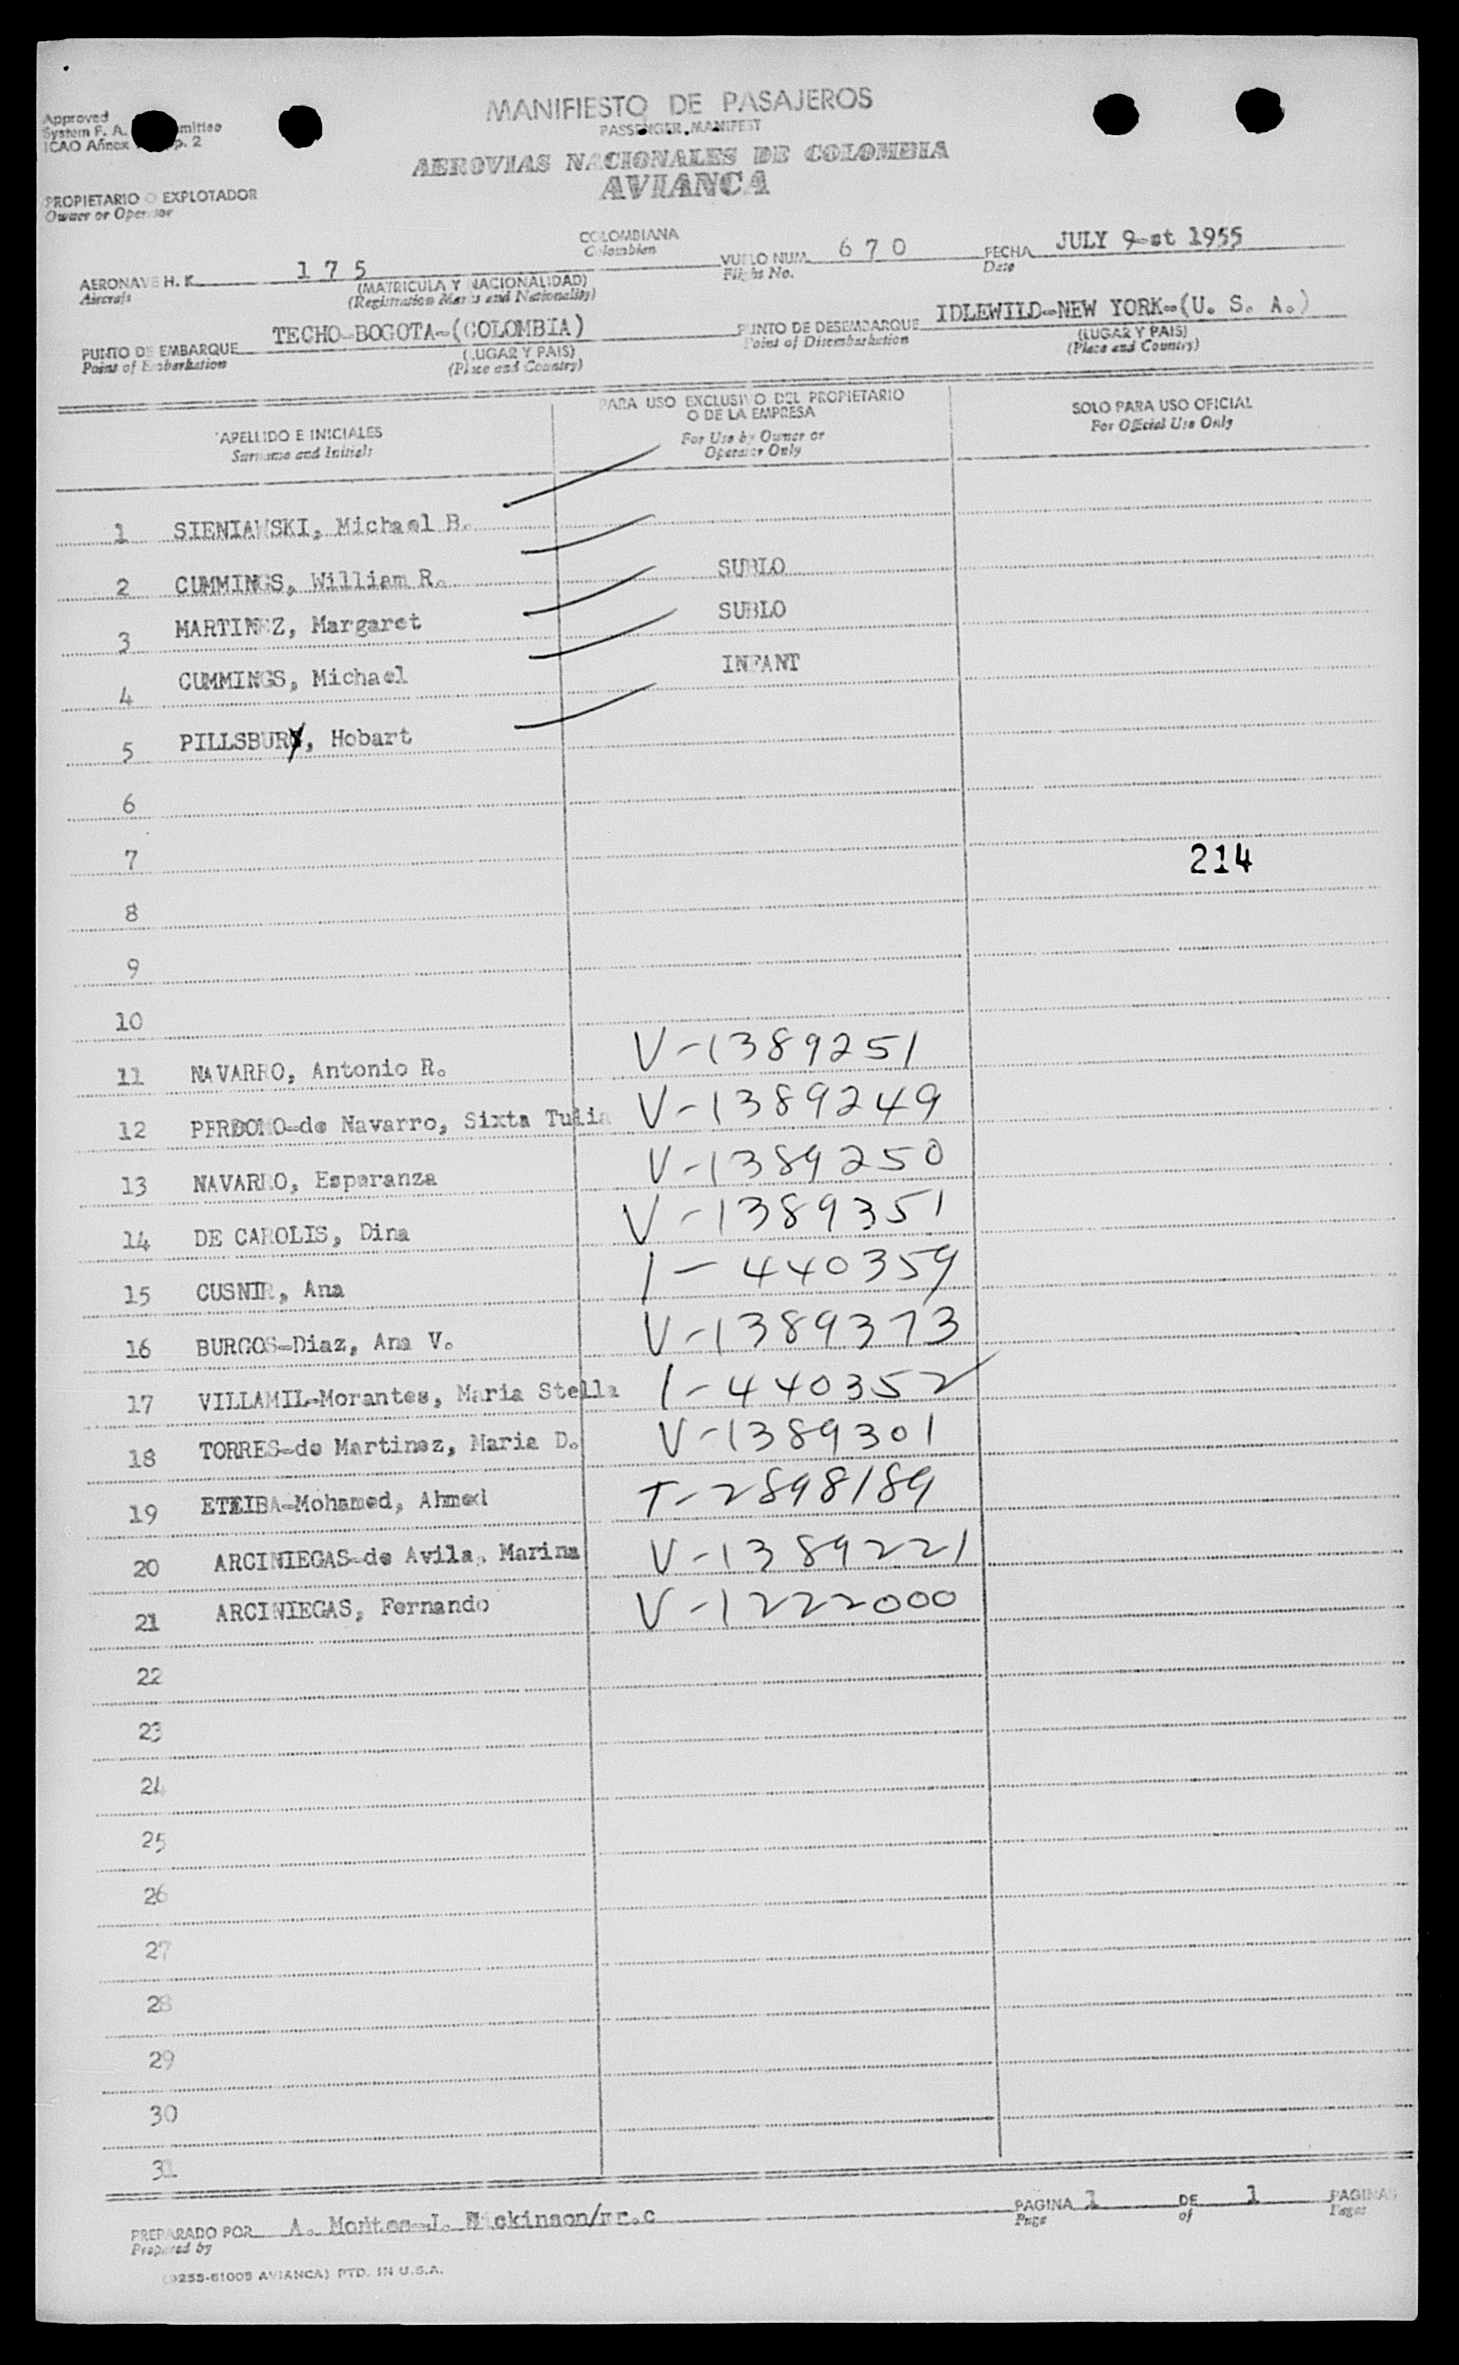 MANIFIESTO DE PASAJEROS
PASSENGER MANIFEST
Approved
System F. A.
ICAO Annex p. 2
AEROVIAS NACIONALES DE COLOMBIA
AVIANCA
PROPIETARIO O EXPLOTADOR
Owner or Operator
COLOMBIANA
Colombian
AERONAVE H. K. 175
Aircraft
(MATRICULA Y NACIONALIDAD)
(Registration Marks and Nationality)
VUELO NUM. 670
Flight No.
FECHA JULY 9-st 1955
Date
PUNTO DE EMBARQUE TECHO-BOGOTA-(COLOMBIA)
Point of Embarkation
(LUGAR Y PAIS)
(Place and Country)
PUNTO DE DESEMBARQUE IDLEWILD-NEW YORK-(U. S. A.)
Point of Disembarkation
(LUGAR Y PAIS)
(Place and Country)
APELLIDO E INICIALES
Surname and Initials
PARA USO EXCLUSIVO DEL PROPIETARIO
O DE LA EMPRESA
For Use by Owner or
Operator Only
SOLO PARA USO OFICIAL
For Official Use Only
1 SIENIAWSKI, Michael B.
2 CUMMINGS, William R. SUBLO
3 MARTINEZ, Margaret SUBLO
4 CUMMINGS, Michael INFANT
5 PILLSBURY, Hobart
6
7
214
8
9
10
11 NAVARRO, Antonio R. V-1389251
12 PERDOMO-de Navarro, Sixta Tulia V-1389249
13 NAVARRO, Esperanza V-1389250
14 DE CAROLIS, Dina V-1389351
15 CUSNIR, Ana I-440359
16 BURGOS-Diaz, Ana V. V-1389373
17 VILLAMIL-Morantes, Maria Stella I-440352
18 TORRES-de Martinez, Maria D. V-1389301
19 ETEIBA-Mohamed, Ahmed T-2898189
20 ARCINIEGAS-de Avila, Marina V-1389221
21 ARCINIEGAS, Fernando V-1222000
22
23
24
25
26
27
28
29
30
31
PREPARADO POR A. Montes-J. Dickinson/mr.c
Prepared by
PAGINA 1 DE 1 PAGINAS
Page of Pages
AVIANCA) PTD. IN U.S.A.